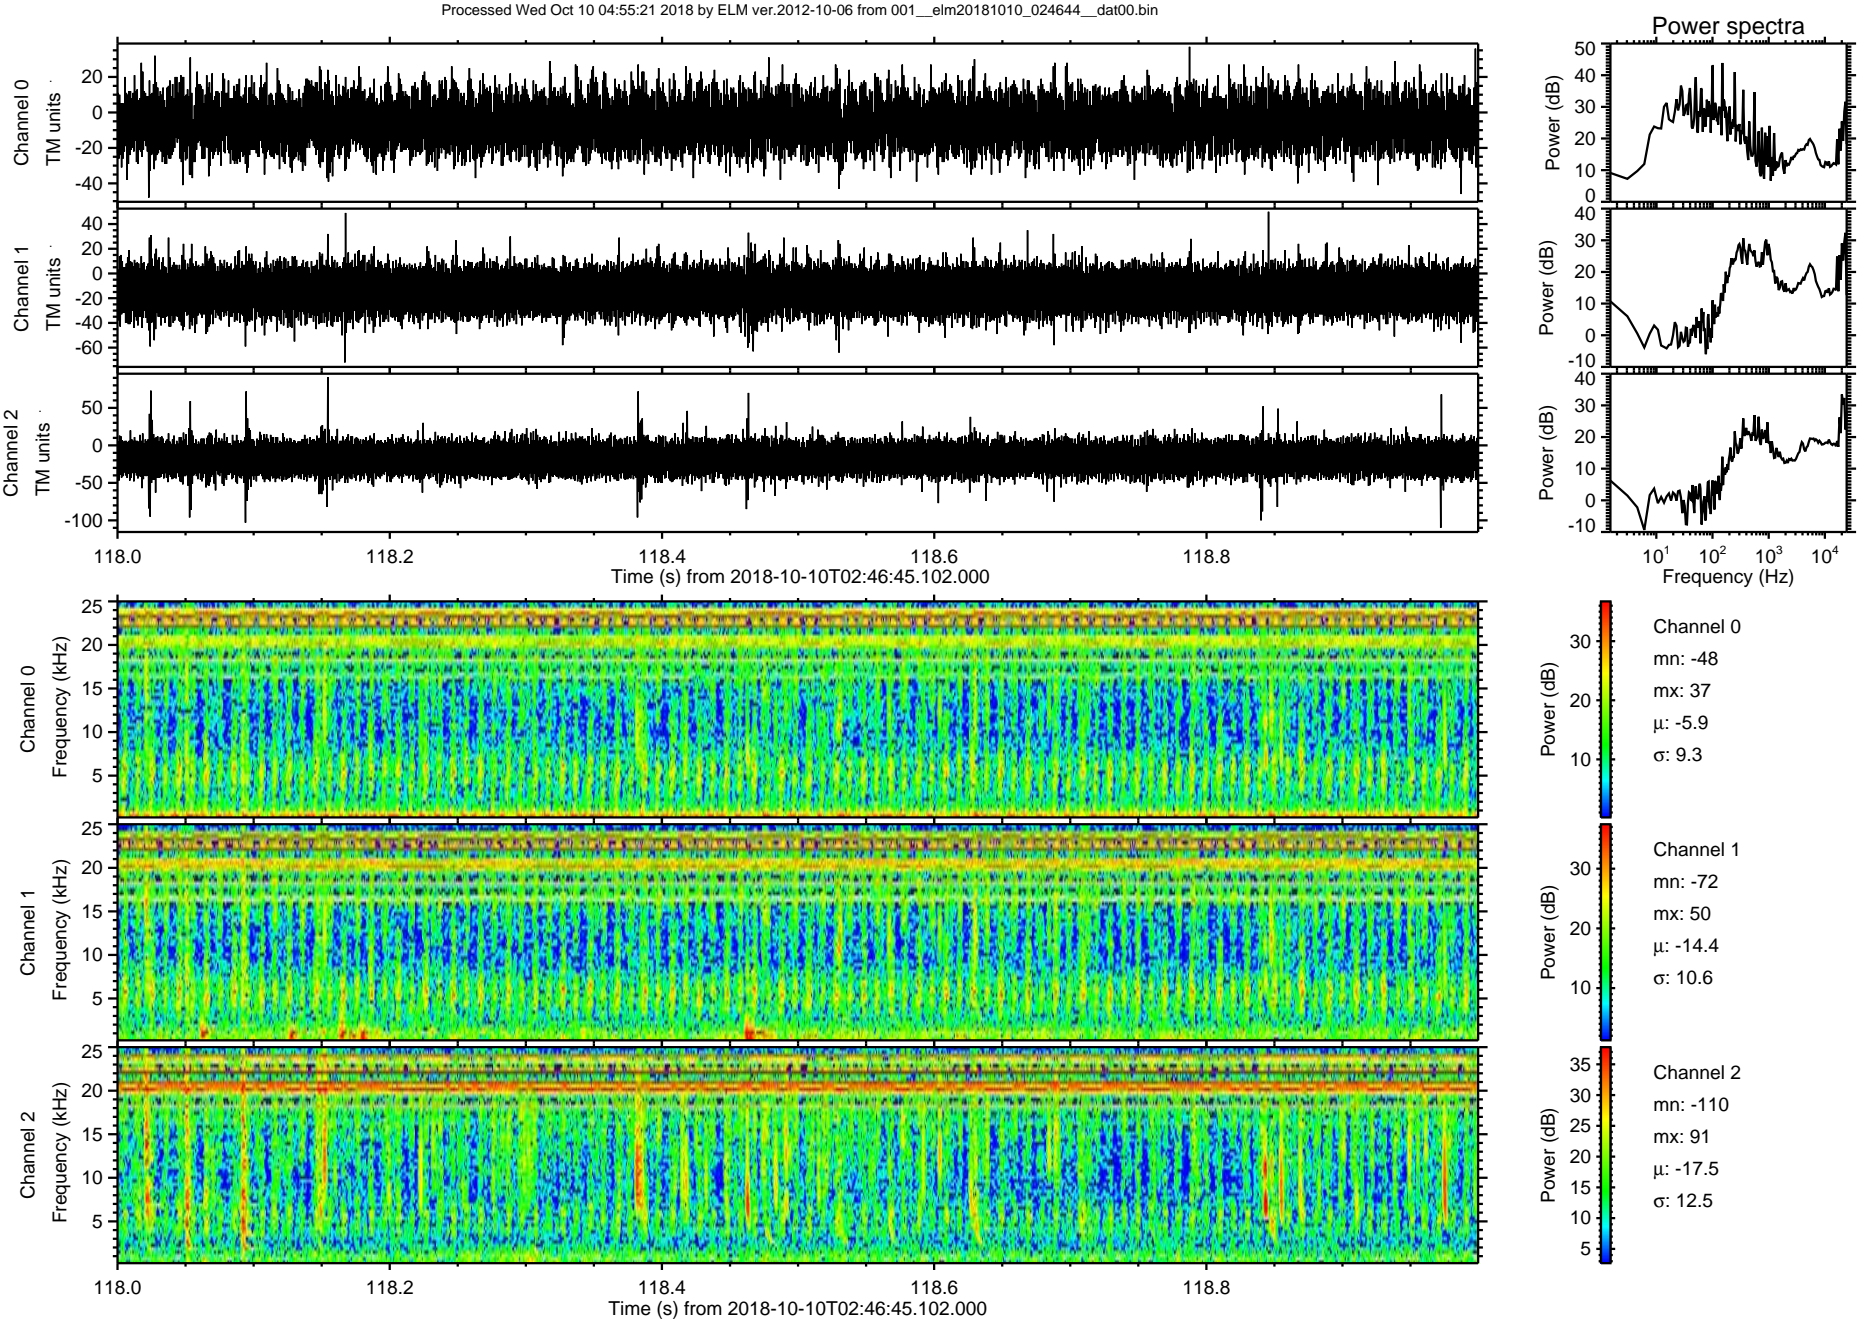 Processed Wed Oct 10 04:55:21 2018 by ELM ver.2012-10-06 from 001__elm20181010_024644__dat00.bin
Power spectra
Channel 0
TM units
20
0
-20
-40
Power (dB)
50
40
30
20
10
0
Channel 1
TM units
40
20
0
-20
-40
-60
Power (dB)
40
30
20
10
0
-10
Channel 2
TM units
50
0
-50
-100
Power (dB)
40
30
20
10
0
-10
118.0 118.2 118.4 118.6 118.8
Time (s) from 2018-10-10T02:46:45.102.000
10^1 10^2 10^3 10^4
Frequency (Hz)
Channel 0
Frequency (kHz)
25
20
15
10
5
Power (dB)
30
20
10
Channel 0
mn: -48
mx: 37
µ: -5.9
σ: 9.3
Channel 1
Frequency (kHz)
25
20
15
10
5
Power (dB)
30
20
10
Channel 1
mn: -72
mx: 50
µ: -14.4
σ: 10.6
Channel 2
Frequency (kHz)
25
20
15
10
5
Power (dB)
35
30
25
20
15
10
5
Channel 2
mn: -110
mx: 91
µ: -17.5
σ: 12.5
118.0 118.2 118.4 118.6 118.8
Time (s) from 2018-10-10T02:46:45.102.000